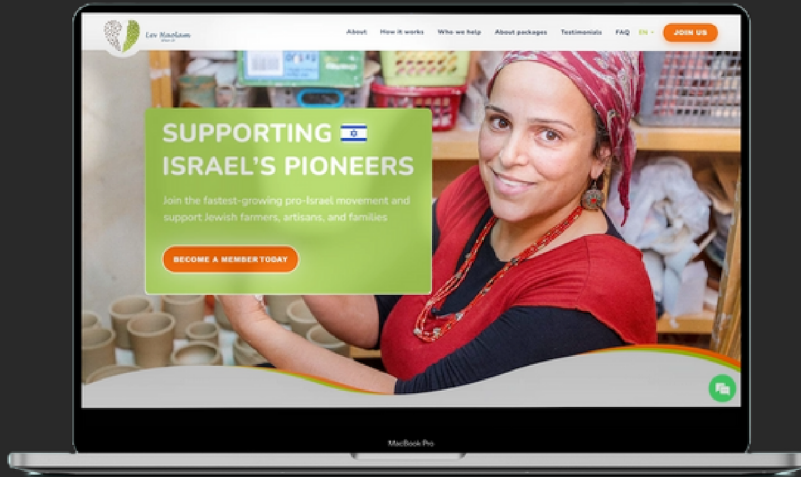 Lev Haolam
About
How it works
Who we help
About packages
Testimonials
FAQ
EN
JOIN US
SUPPORTING
ISRAEL'S PIONEERS
Join the fastest-growing pro-Israel movement and
support Jewish farmers, artisans, and families
BECOME A MEMBER TODAY
MacBook Pro